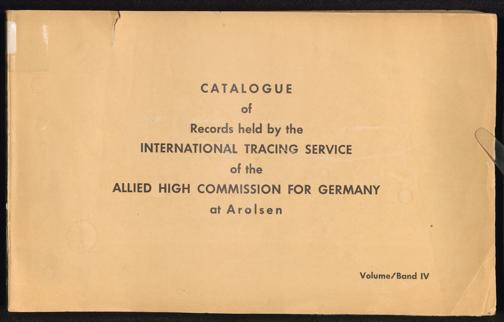 CATALOGUE
of
Records held by the
INTERNATIONAL TRACING SERVICE
of the
ALLIED HIGH COMMISSION FOR GERMANY
at Arolsen
Volume/Band IV